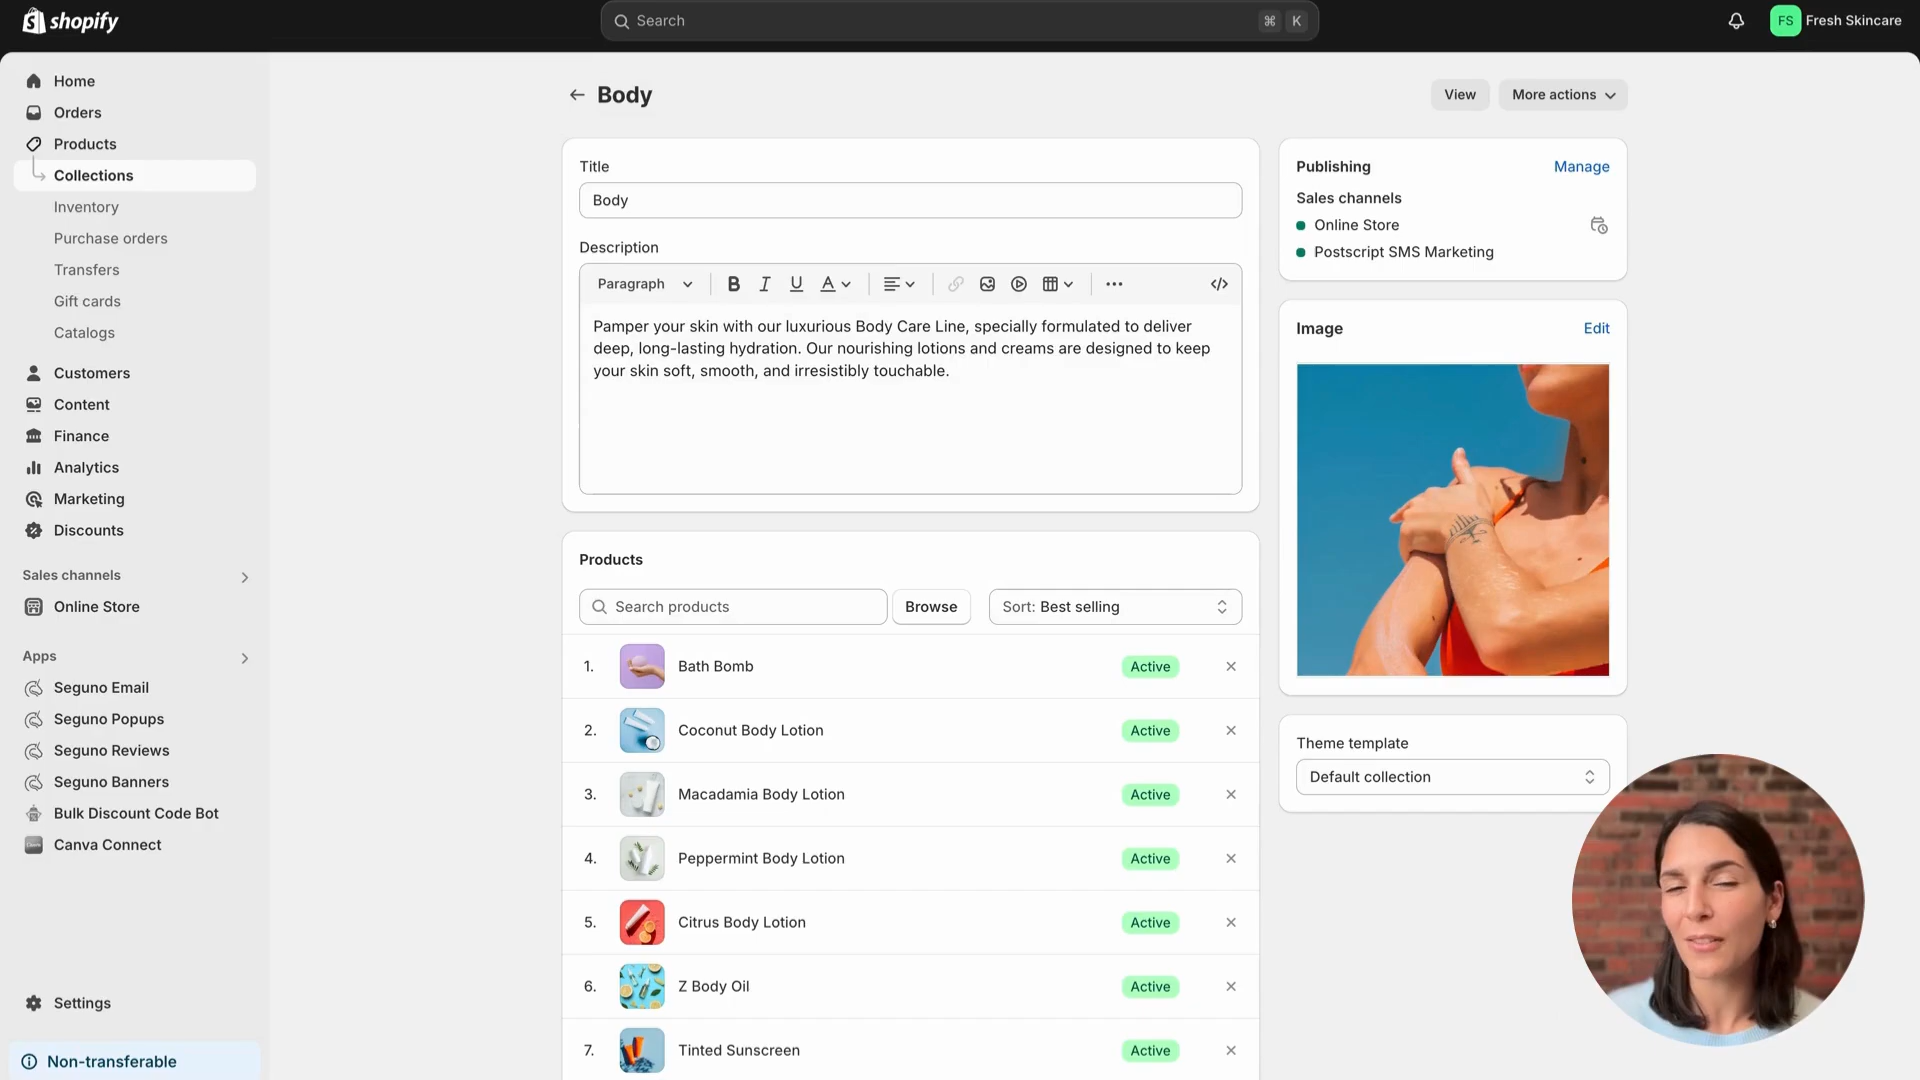 shopify
Search
⌘ K
FS Fresh Skincare
Home
Orders
Products
Collections
Inventory
Purchase orders
Transfers
Gift cards
Catalogs
Customers
Content
Finance
Analytics
Marketing
Discounts
Sales channels
Online Store
Apps
Seguno Email
Seguno Popups
Seguno Reviews
Seguno Banners
Bulk Discount Code Bot
Canva Connect
Settings
Non-transferable
Body
View
More actions
Title
Body
Description
Paragraph
B I U A
Pamper your skin with our luxurious Body Care Line, specially formulated to deliver
deep, long-lasting hydration. Our nourishing lotions and creams are designed to keep
your skin soft, smooth, and irresistibly touchable.
Products
Search products
Browse
Sort: Best selling
1. Bath Bomb Active
2. Coconut Body Lotion Active
3. Macadamia Body Lotion Active
4. Peppermint Body Lotion Active
5. Citrus Body Lotion Active
6. Z Body Oil Active
7. Tinted Sunscreen Active
Publishing
Manage
Sales channels
Online Store
Postscript SMS Marketing
Image
Edit
Theme template
Default collection